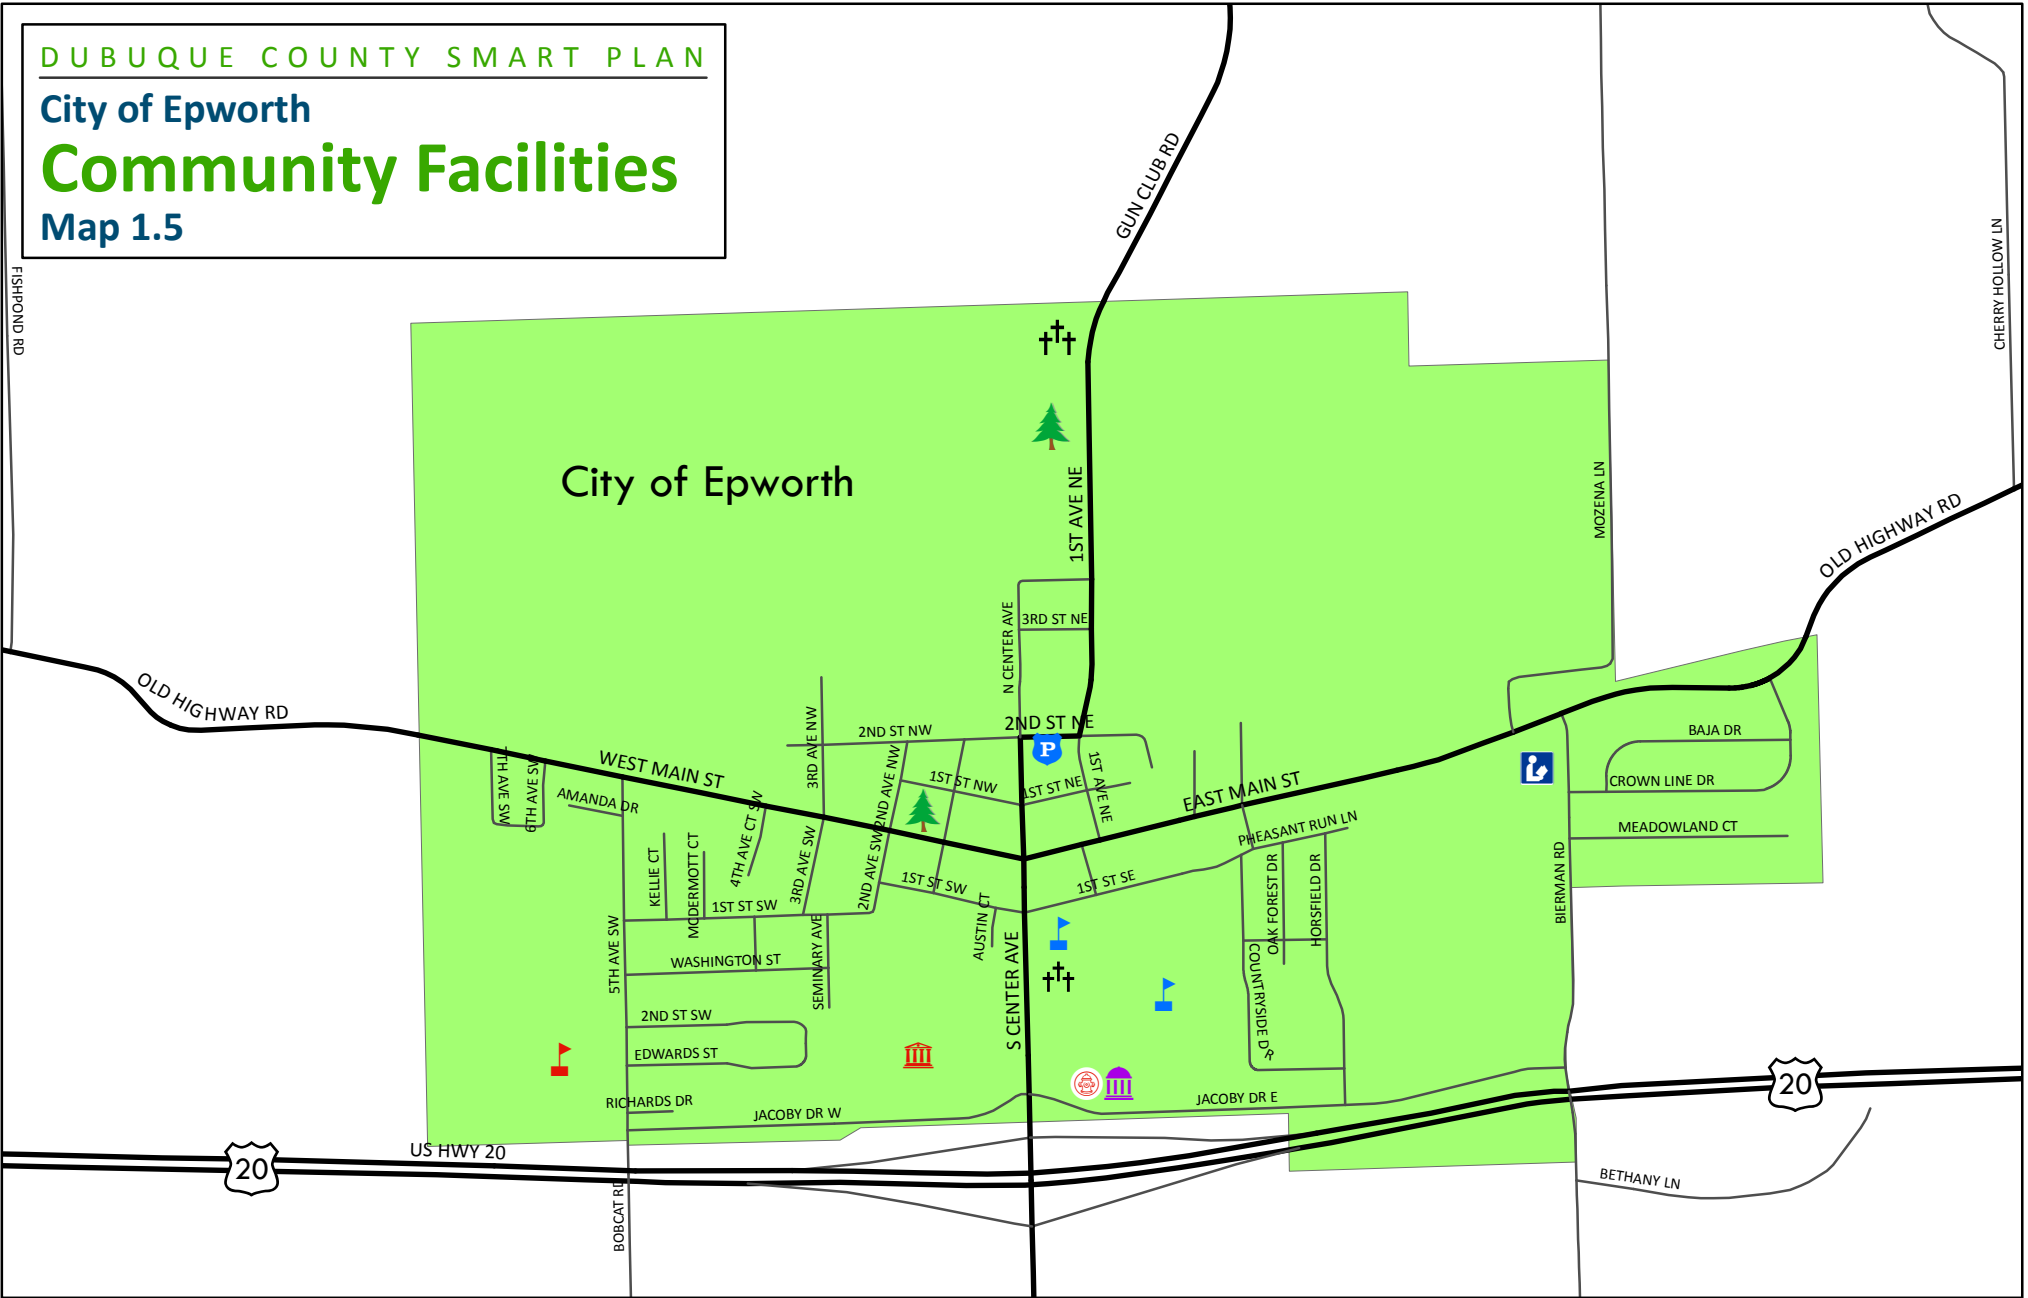 DUBUQUE COUNTY SMART PLAN
City of Epworth
Community Facilities
Map 1.5
GUN CLUB RD
FISHPOND RD
CHERRY HOLLOW LN
City of Epworth
1ST AVE NE
MOZENA LN
OLD HIGHWAY RD
N CENTER AVE
3RD ST NE
OLD HIGHWAY RD
2ND ST NE
2ND ST NW
3RD AVE NW
BAJA DR
P
WEST MAIN ST
7TH AVE SW
6TH AVE SW
AMANDA DR
1ST ST NW
1ST ST NE
1ST AVE NE
2ND AVE NW
EAST MAIN ST
CROWN LINE DR
4TH AVE CT SW
PHEASANT RUN LN
MEADOWLAND CT
KELLIE CT
MCDERMOTT CT
3RD AVE SW
2ND AVE SW
1ST ST SW
1ST ST SE
BIERMAN RD
OAK FOREST DR
HORSFIELD DR
1ST ST SW
AUSTIN CT
5TH AVE SW
WASHINGTON ST
SEMINARY AVE
S CENTER AVE
COUNTRYSIDE DR
2ND ST SW
EDWARDS ST
RICHARDS DR
JACOBY DR W
JACOBY DR E
20
US HWY 20
20
BOBCAT RD
BETHANY LN